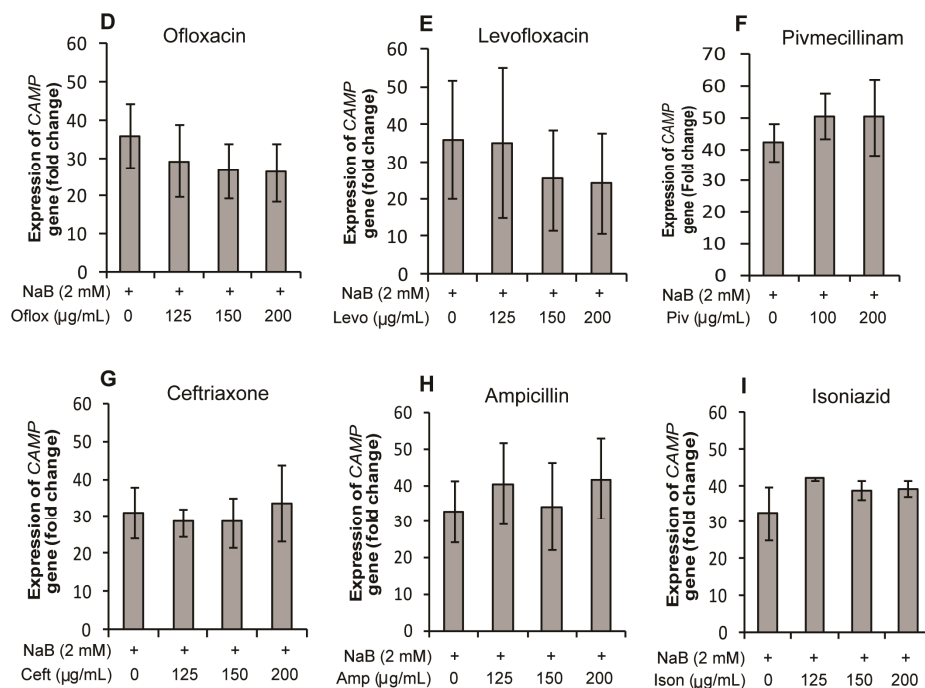 D
Ofloxacin
Expression of CAMP
gene (fold change)
60
50
40
30
20
10
0
NaB (2 mM) + + + +
Oflox (µg/mL) 0 125 150 200
E
Levofloxacin
Expression of CAMP
gene (fold change)
60
50
40
30
20
10
0
NaB (2 mM) + + + +
Levo (µg/mL) 0 125 150 200
F
Pivmecillinam
Expression of CAMP
gene (Fold change)
50
40
50
30
20
10
0
NaB (2 mM) + + +
Piv (µg/mL) 0 100 200
G
Ceftriaxone
Expression of CAMP
gene (fold change)
60
50
40
30
20
10
0
NaB (2 mM) + + + +
Ceft (µg/mL) 0 125 150 200
H
Ampicillin
Expression of CAMP
gene (fold change)
60
50
40
30
20
10
0
NaB (2 mM) + + + +
Amp (µg/mL) 0 125 150 200
I
Isoniazid
Expression of CAMP
gene (fold change)
60
50
40
30
20
10
0
NaB (2 mM) + + + +
Ison (µg/mL) 0 125 150 200